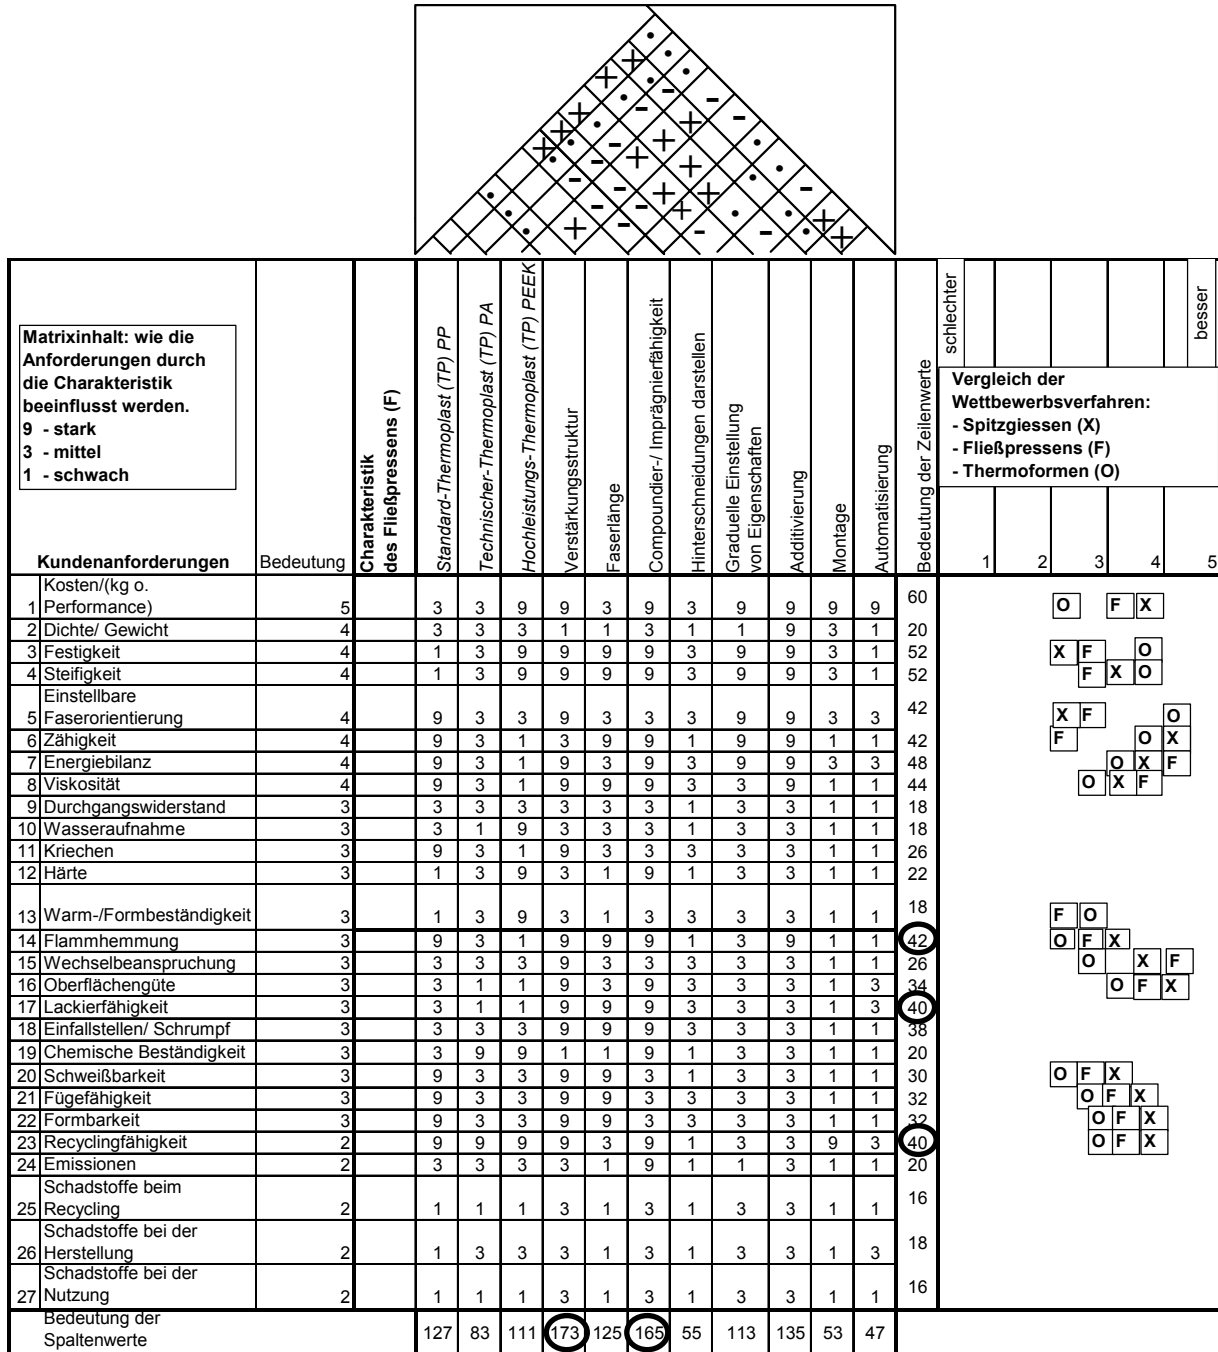 Matrixinhalt: wie die
Anforderungen durch
die Charakteristik
beeinflusst werden.
9 - stark
3 - mittel
1 - schwach
Kundenanforderungen
Bedeutung
Charakteristik
des Fließpressens (F)
Standard-Thermoplast (TP) PP
Technischer-Thermoplast (TP) PA
Hochleistungs-Thermoplast (TP) PEEK
Verstärkungsstruktur
Faserlänge
Compoundier-/ Imprägnierfähigkeit
Hinterschneidungen darstellen
Graduelle Einstellung
von Eigenschaften
Additivierung
Montage
Automatisierung
Bedeutung der Zeilenwerte
schlechter
besser
Vergleich der
Wettbewerbsverfahren:
- Spitzgiessen (X)
- Fließpressens (F)
- Thermoformen (O)
1 2 3 4 5
Kosten/(kg o.
1 Performance) 5 3 3 9 9 3 9 3 9 9 9 9 60 O F X
2 Dichte/ Gewicht 4 3 3 3 1 1 3 1 1 9 3 1 20
3 Festigkeit 4 1 3 9 9 9 9 3 9 9 3 1 52 X F O
4 Steifigkeit 4 1 3 9 9 9 9 3 9 9 3 1 52 F X O
Einstellbare
5 Faserorientierung 4 9 3 3 9 3 3 3 9 9 3 3 42 X F O
6 Zähigkeit 4 9 3 1 3 9 9 1 9 9 1 1 42 F O X
7 Energiebilanz 4 9 3 1 9 3 9 3 9 9 3 3 48 O X F
8 Viskosität 4 9 3 1 9 9 9 3 3 9 1 1 44 O X F
9 Durchgangswiderstand 3 3 3 3 3 3 3 1 3 3 1 1 18
10 Wasseraufnahme 3 3 1 9 3 3 3 1 3 3 1 1 18
11 Kriechen 3 9 3 1 9 3 3 3 3 3 1 1 26
12 Härte 3 1 3 9 3 1 9 1 3 3 1 1 22
13 Warm-/Formbeständigkeit 3 1 3 9 3 1 3 3 3 3 1 1 18 F O
14 Flammhemmung 3 9 3 1 9 9 9 1 3 9 1 1 42 O F X
15 Wechselbeanspruchung 3 3 3 3 9 3 3 3 3 3 1 1 26 O X F
16 Oberflächengüte 3 3 1 1 9 3 9 3 3 3 1 3 34 O F X
17 Lackierfähigkeit 3 3 1 1 9 9 9 3 3 3 1 3 40
18 Einfallstellen/ Schrumpf 3 3 3 3 9 9 9 3 3 3 1 1 38
19 Chemische Beständigkeit 3 3 9 9 1 1 9 1 3 3 1 1 20
20 Schweißbarkeit 3 9 3 3 9 9 3 1 3 3 1 1 30 O F X
21 Fügefähigkeit 3 9 3 3 9 9 3 3 3 3 1 1 32 O F X
22 Formbarkeit 3 9 3 3 9 9 3 3 3 3 1 1 32 O F X
23 Recyclingfähigkeit 2 9 9 9 9 3 9 1 3 3 9 3 40 O F X
24 Emissionen 2 3 3 3 3 1 9 1 1 3 1 1 20
Schadstoffe beim
25 Recycling 2 1 1 1 3 1 3 1 3 3 1 1 16
Schadstoffe bei der
26 Herstellung 2 1 3 3 3 1 3 1 3 3 1 3 18
Schadstoffe bei der
27 Nutzung 2 1 1 1 3 1 3 1 3 3 1 1 16
Bedeutung der
Spaltenwerte 127 83 111 173 125 165 55 113 135 53 47